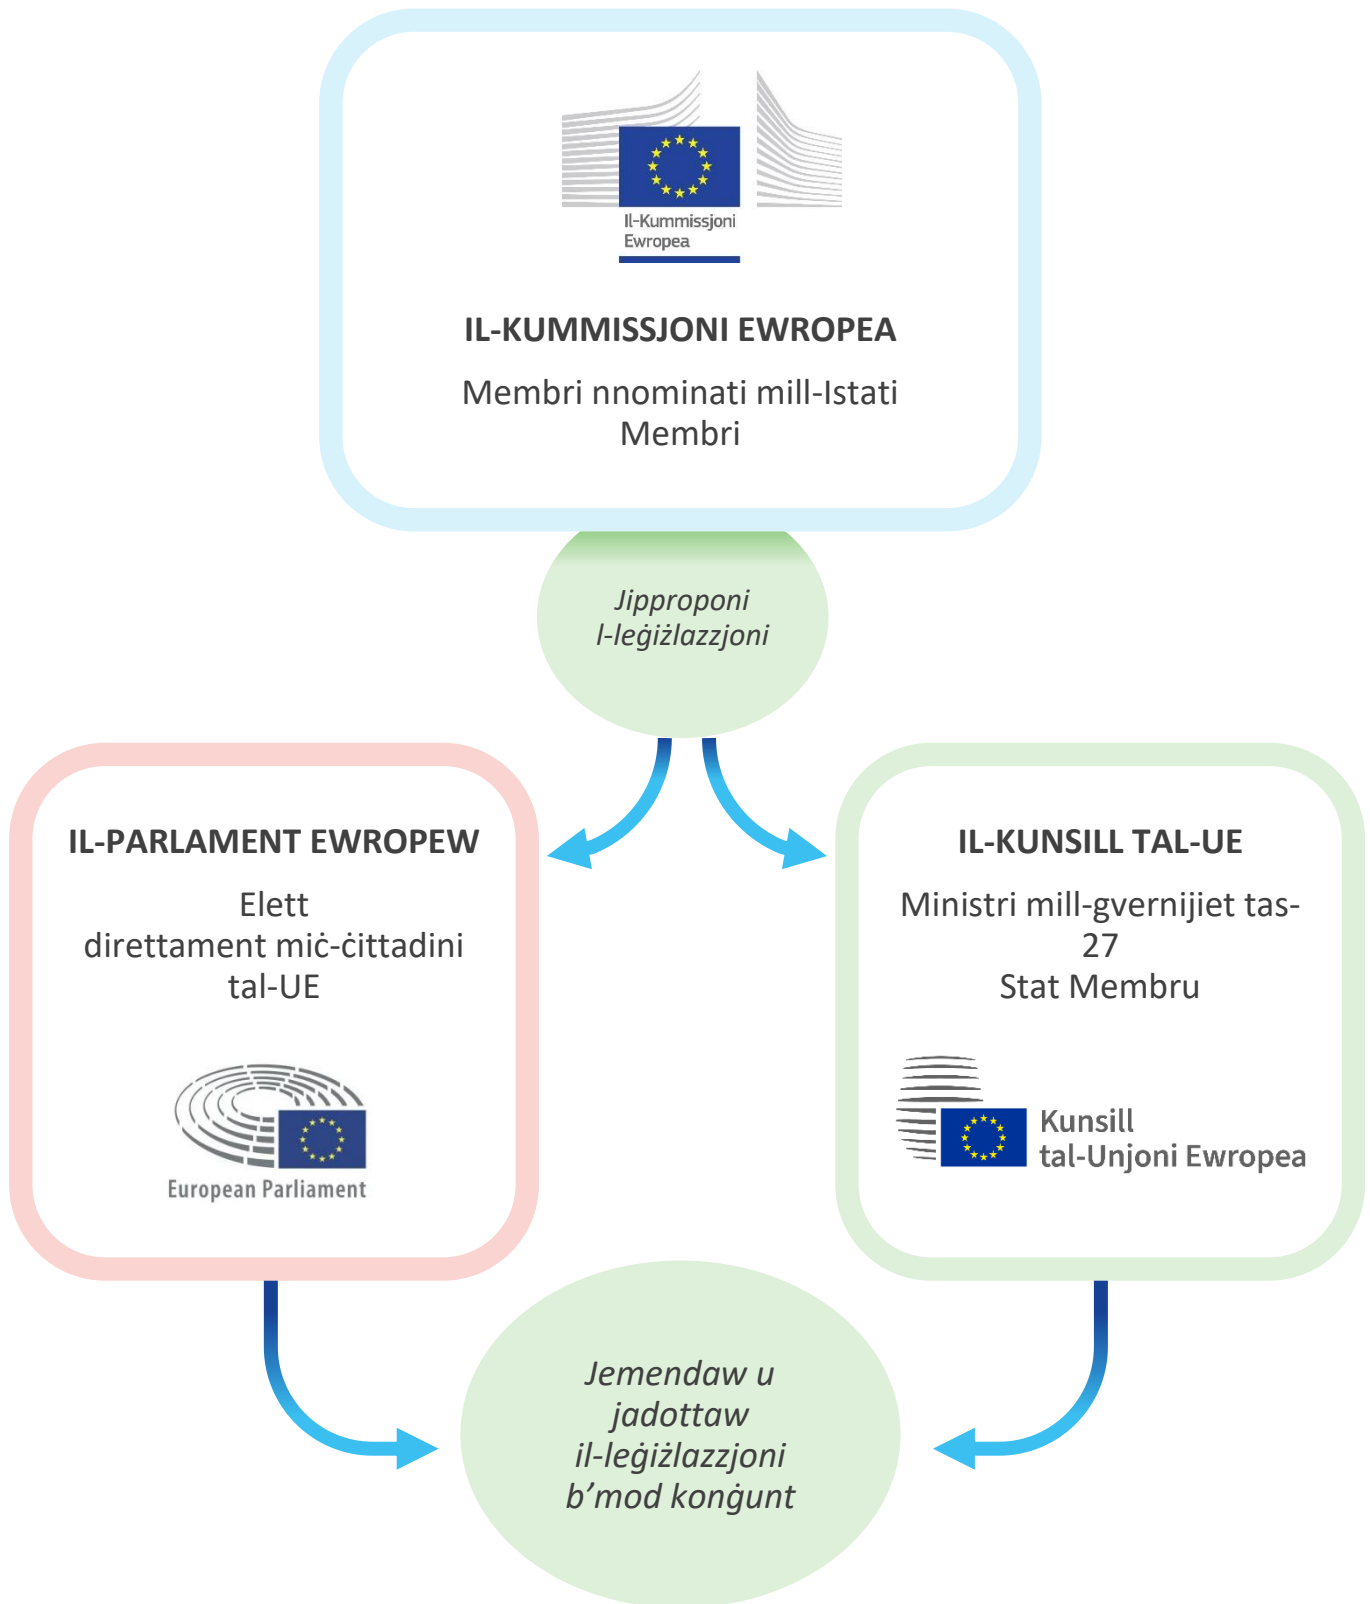 Il-Kummissjoni
Ewropea
IL-KUMMISSJONI EWROPEA
Membri nnominati mill-Istati
Membri
Jipproponi
l-leġiżlazzjoni
IL-PARLAMENT EWROPEW
Elett
direttament miċ-ċittadini
tal-UE
European Parliament
IL-KUNSILL TAL-UE
Ministri mill-gvernijiet tas-
27
Stat Membru
Kunsill
tal-Unjoni Ewropea
Jemendaw u
jadottaw
il-leġiżlazzjoni
b’mod konġunt